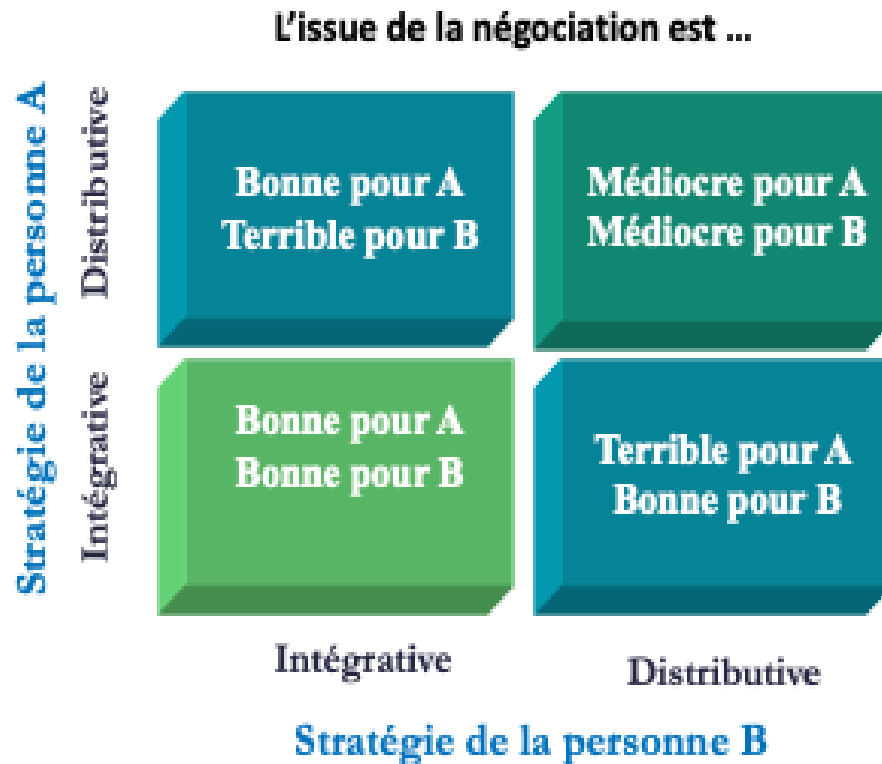 L'issue de la négociation est ...
Stratégie de la personne A
Distributive
Bonne pour A
Terrible pour B
Médiocre pour A
Médiocre pour B
Intégrative
Bonne pour A
Bonne pour B
Terrible pour A
Bonne pour B
Intégrative
Distributive
Stratégie de la personne B